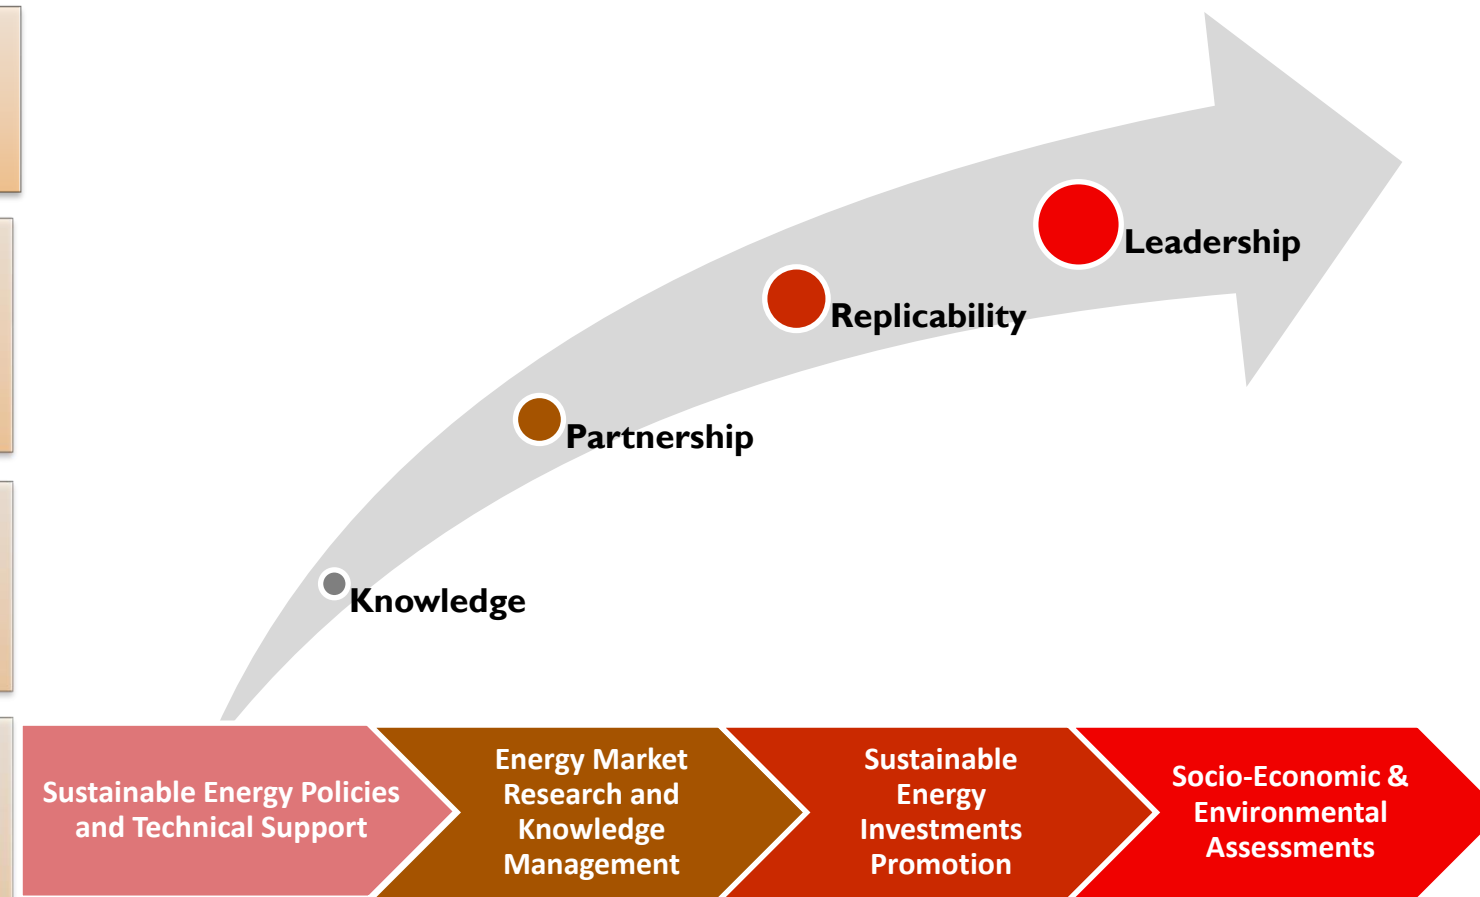 Leadership
Replicability
Partnership
Knowledge
Sustainable Energy Policies
and Technical Support
Energy Market
Research and
Knowledge
Management
Sustainable
Energy
Investments
Promotion
Socio-Economic &
Environmental
Assessments